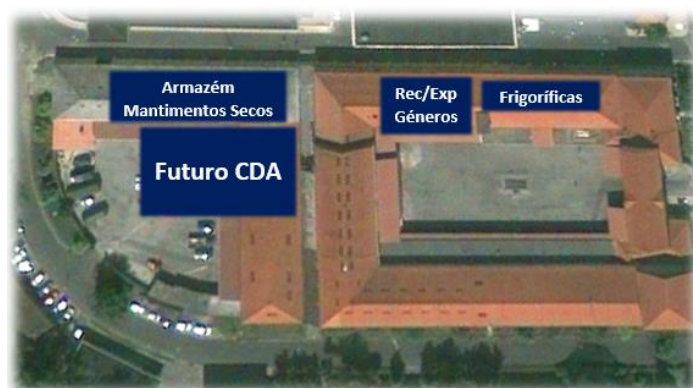 Armazém
Mantimentos Secos
Rec/Exp
Géneros
Frigoríficas
Futuro CDA